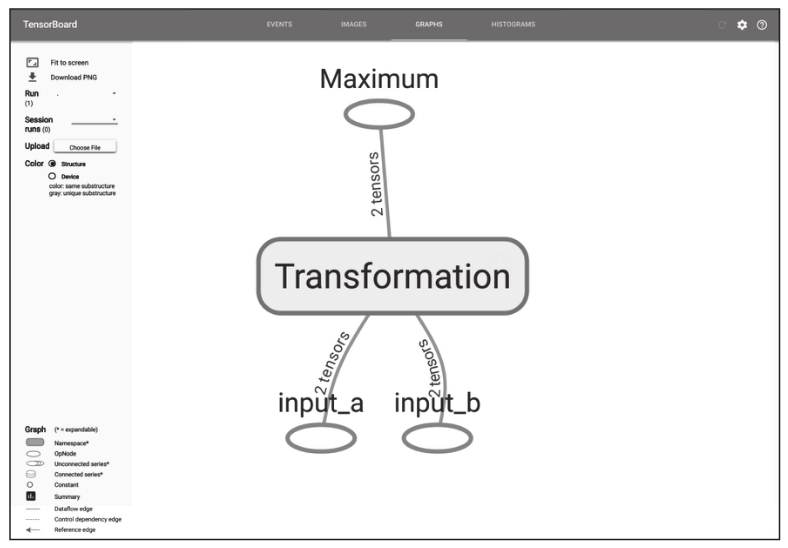 TensorBoard
EVENTS IMAGES GRAPHS HISTOGRAMS
Fit to screen
Download PNG
Run .
(1)
Session
runs (0)
Upload Choose File
Color Structure
Device
color: same substructure
gray: unique substructure
Maximum
2 tensors
Transformation
2 tensors
2 tensors
input_a input_b
Graph (* = expandable)
Namespace*
OpNode
Unconnected series*
Connected series*
Constant
Summary
Dataflow edge
Control dependency edge
Reference edge